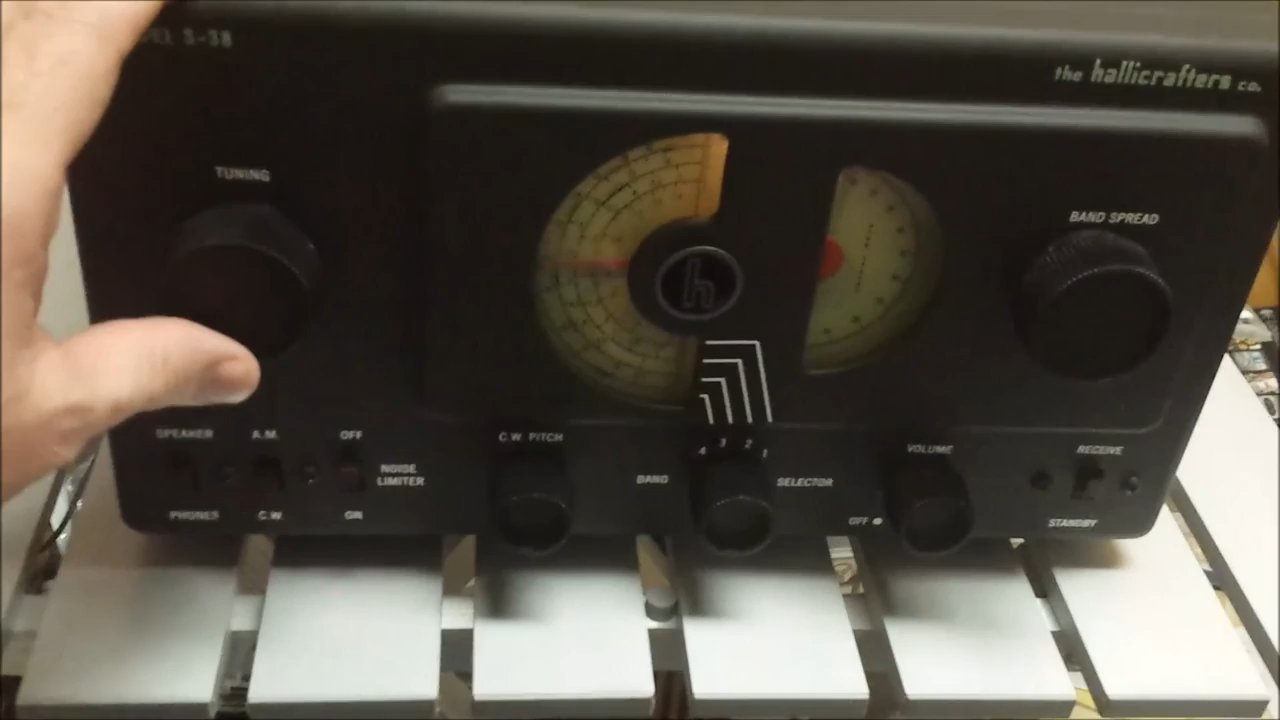 S-38
the hallicrafters co.
TUNING
BAND SPREAD
h
SPEAKER
A.M.
OFF
C.W. PITCH
4 3 2 1
VOLUME
RECEIVE
NOISE
LIMITER
BAND
SELECTOR
PHONES
C.W.
ON
OFF
STANDBY